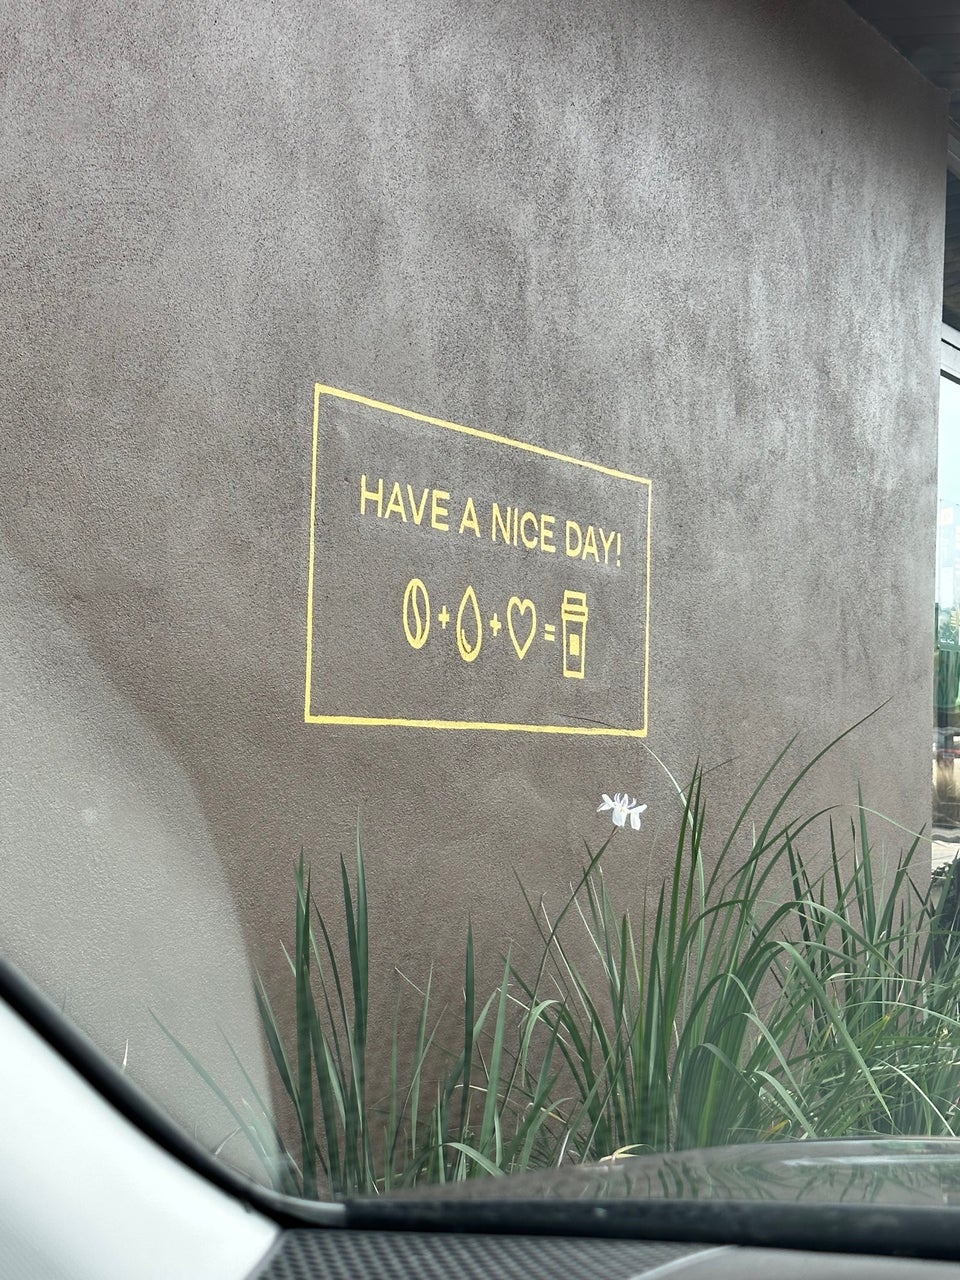 HAVE A NICE DAY!
+ + =